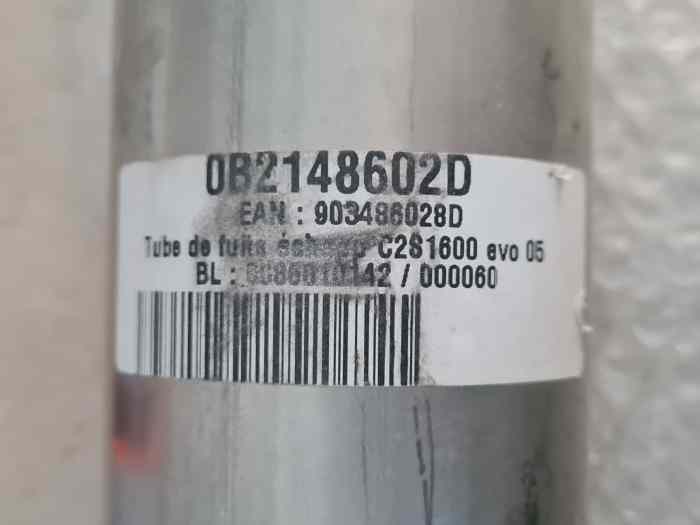 0B2148602D
EAN : 903486028D
Tube de fuite C2S1600 evo 05
BL : / 000060